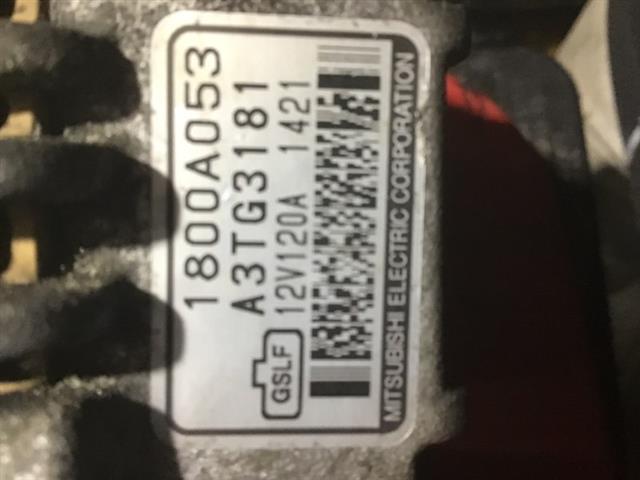 1800A053
A3TG3181
GSLF 12V120A 1421
MITSUBISHI ELECTRIC CORPORATION